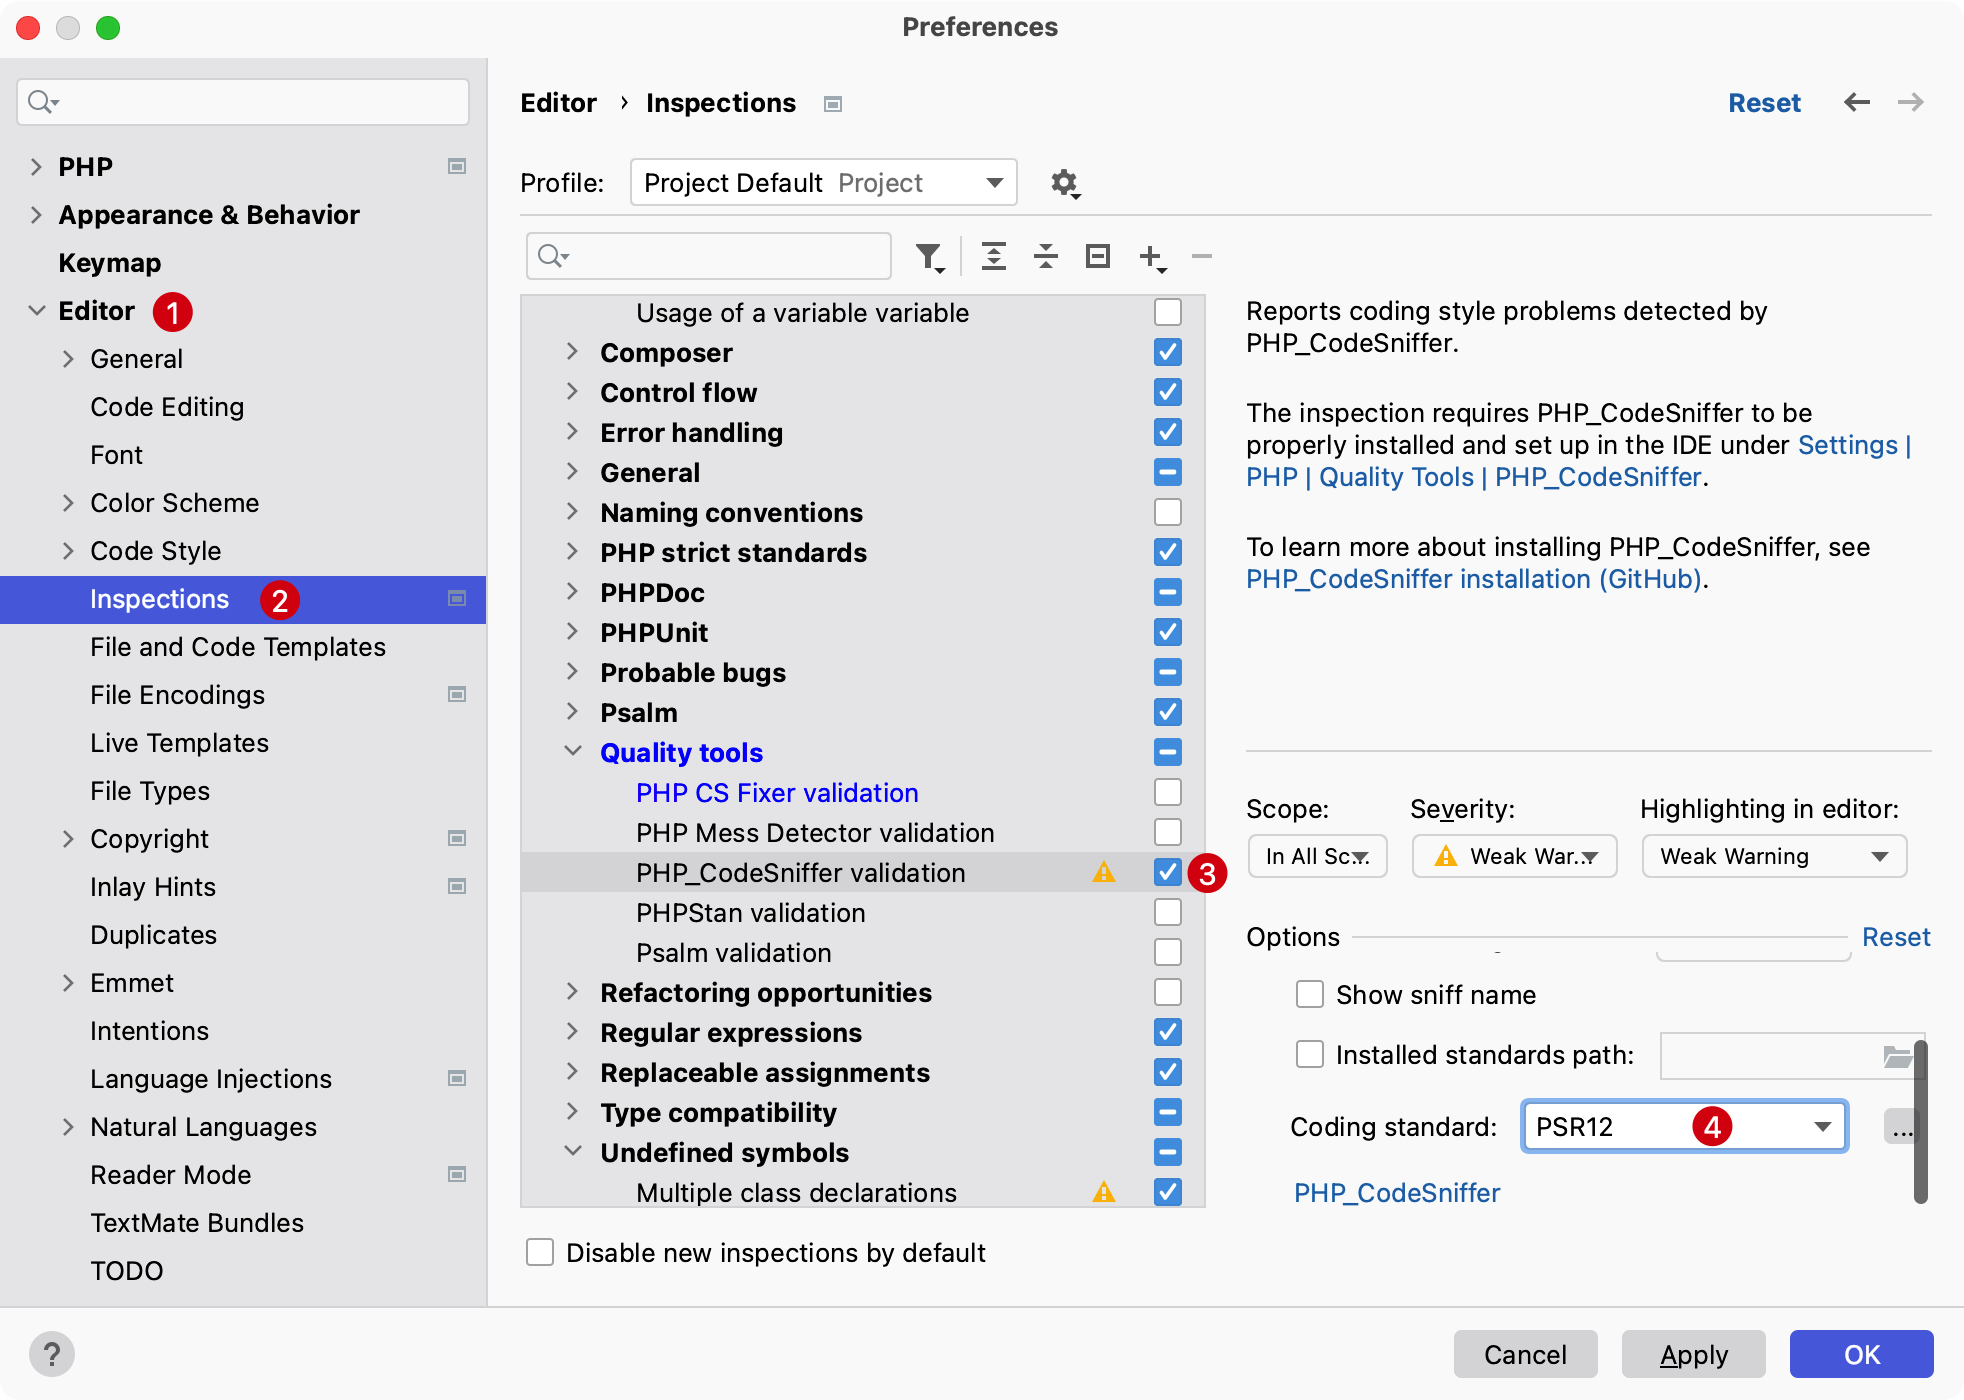 Preferences
PHP
Appearance & Behavior
Keymap
Editor 1
General
Code Editing
Font
Color Scheme
Code Style
Inspections 2
File and Code Templates
File Encodings
Live Templates
File Types
Copyright
Inlay Hints
Duplicates
Emmet
Intentions
Language Injections
Natural Languages
Reader Mode
TextMate Bundles
TODO
Editor › Inspections
Reset
Profile: Project Default Project
Usage of a variable variable
Composer
Control flow
Error handling
General
Naming conventions
PHP strict standards
PHPDoc
PHPUnit
Probable bugs
Psalm
Quality tools
PHP CS Fixer validation
PHP Mess Detector validation
PHP_CodeSniffer validation 3
PHPStan validation
Psalm validation
Refactoring opportunities
Regular expressions
Replaceable assignments
Type compatibility
Undefined symbols
Multiple class declarations
Disable new inspections by default
Reports coding style problems detected by
PHP_CodeSniffer.
The inspection requires PHP_CodeSniffer to be
properly installed and set up in the IDE under Settings |
PHP | Quality Tools | PHP_CodeSniffer.
To learn more about installing PHP_CodeSniffer, see
PHP_CodeSniffer installation (GitHub).
Scope: Severity: Highlighting in editor:
In All Sc... Weak War... Weak Warning
Options Reset
Show sniff name
Installed standards path:
Coding standard: PSR12 4 ...
PHP_CodeSniffer
? Cancel Apply OK